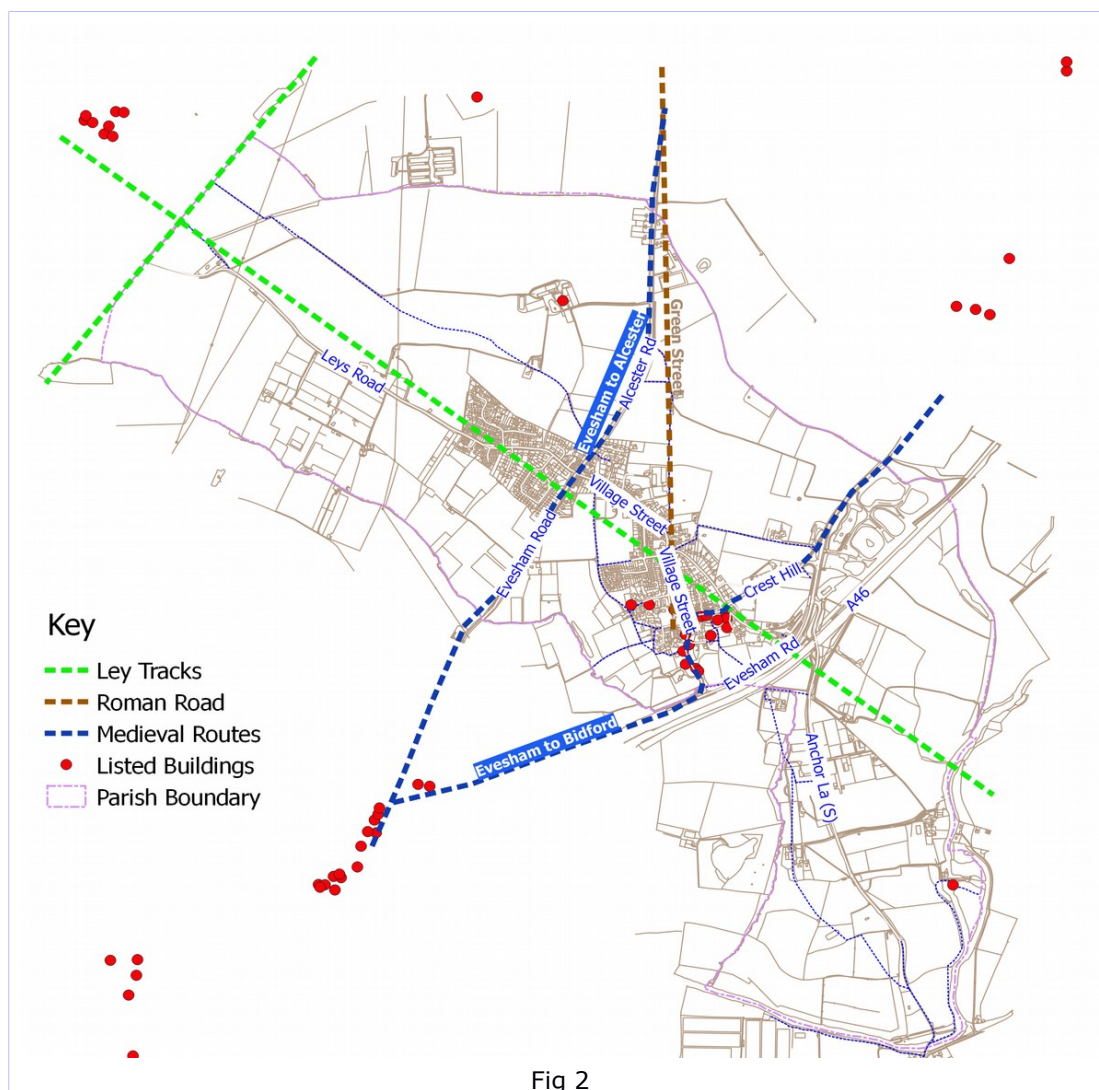 Green Street
Evesham to Alcester
Alcester Rd
Leys Road
Village Street
Evesham Road
Village Street
Crest Hill
A46
Evesham Rd
Evesham to Bidford
Anchor La (S)
Key
Ley Tracks
Roman Road
Medieval Routes
Listed Buildings
Parish Boundary
Fig 2